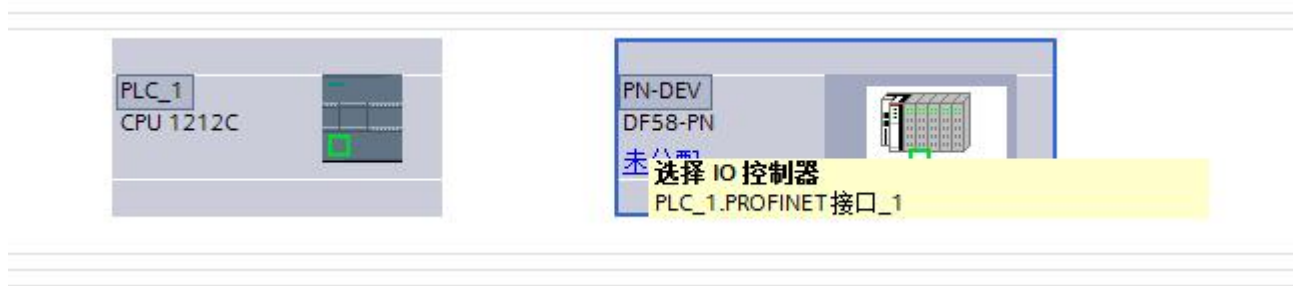 PLC_1
CPU 1212C
PN-DEV
DF58-PN
选择 IO 控制器
PLC_1.PROFINET接口_1